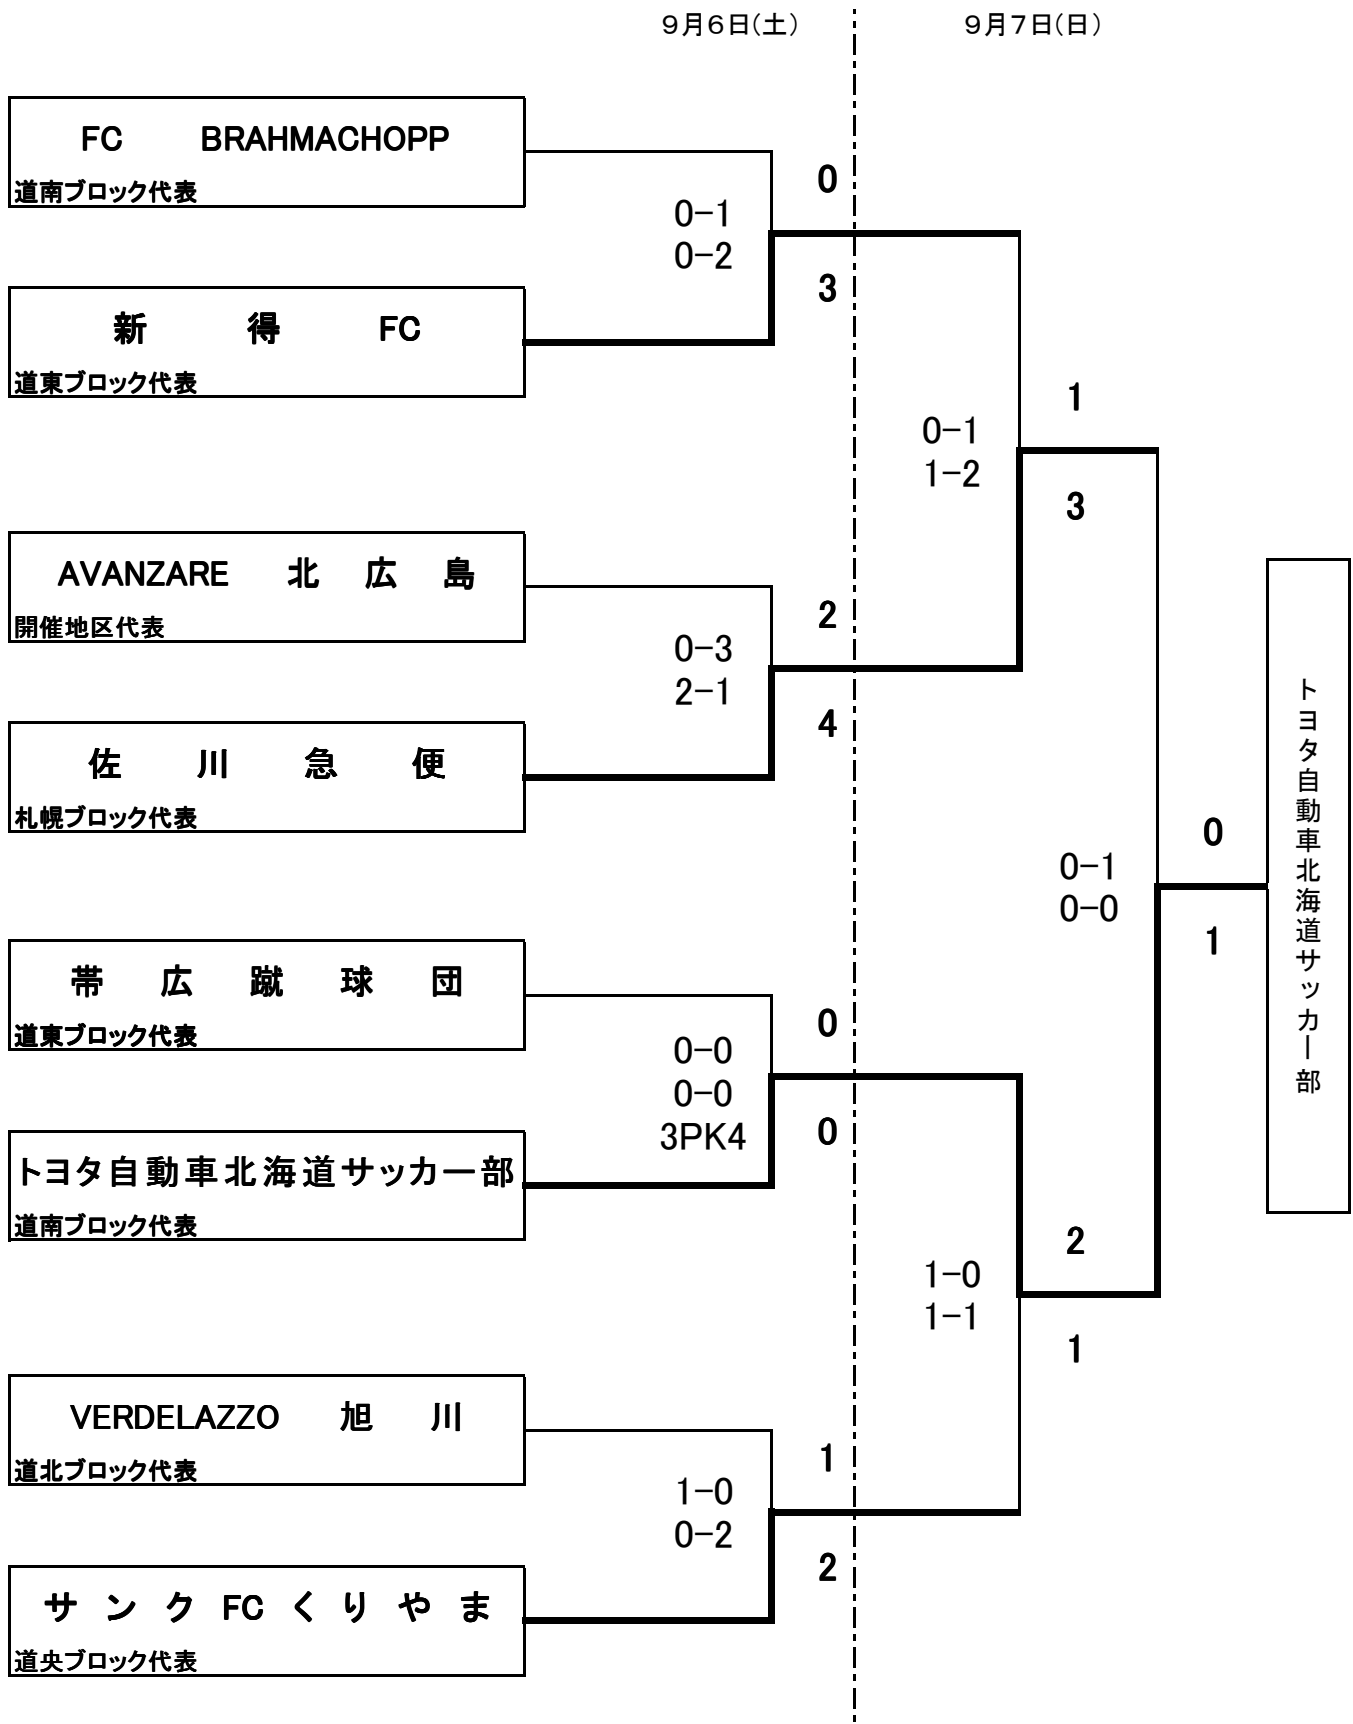 ９月６日(土)
９月７日(日)
FC BRAHMACHOPP
道南ブロック代表
0
0-1
0-2
3
新得FC
道東ブロック代表
1
0-1
1-2
3
AVANZARE 北広島
開催地区代表
2
0-3
2-1
4
佐川急便
札幌ブロック代表
トヨタ自動車北海道サッカー部
0
0-1
0-0
1
帯広蹴球団
道東ブロック代表
0
0-0
0-0
3PK4
0
トヨタ自動車北海道サッカー部
道南ブロック代表
2
1-0
1-1
1
VERDELAZZO 旭川
道北ブロック代表
1
1-0
0-2
2
サンクFCくりやま
道央ブロック代表